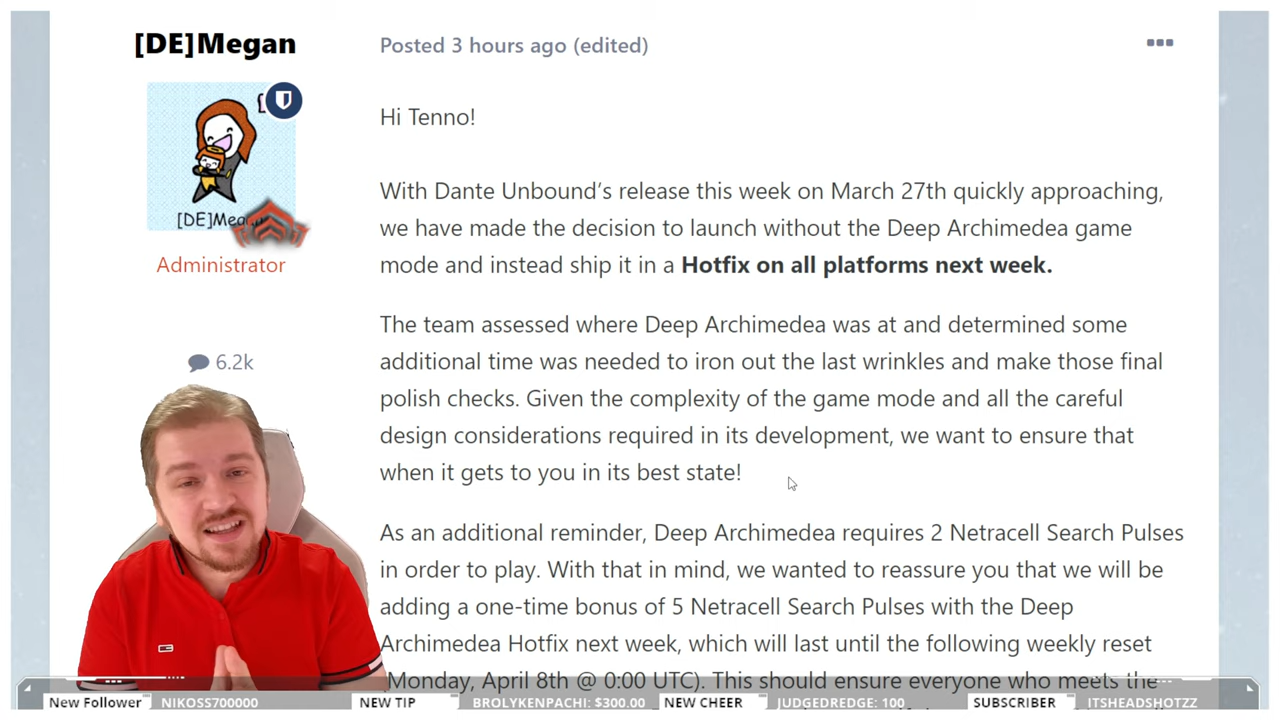 [DE]Megan
Posted 3 hours ago (edited)
Hi Tenno!
[DE]Mega
Administrator
6.2k
With Dante Unbound's release this week on March 27th quickly approaching,
we have made the decision to launch without the Deep Archimedea game
mode and instead ship it in a Hotfix on all platforms next week.
The team assessed where Deep Archimedea was at and determined some
additional time was needed to iron out the last wrinkles and make those final
polish checks. Given the complexity of the game mode and all the careful
design considerations required in its development, we want to ensure that
when it gets to you in its best state!
As an additional reminder, Deep Archimedea requires 2 Netracell Search Pulses
in order to play. With that in mind, we wanted to reassure you that we will be
adding a one-time bonus of 5 Netracell Search Pulses with the Deep
Archimedea Hotfix next week, which will last until the following weekly reset
(Monday, April 8th @ 0:00 UTC). This should ensure everyone who meets the
New Follower NIKOSS700000 NEW TIP BROLYKENPACHI: $300.00 NEW CHEER JUDGEDREDGE: 100 SUBSCRIBER ITSHEADSHOTZZ